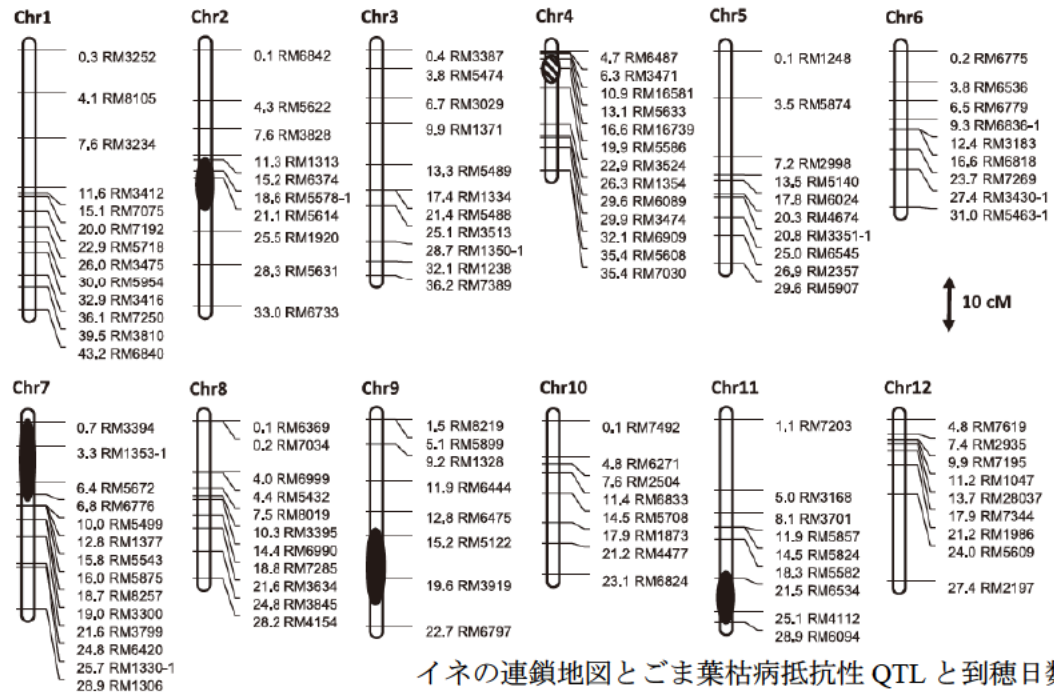 Chr1
0.3 RM3252
4.1 RM8105
7.6 RM3234
11.6 RM3412
15.1 RM7075
20.0 RM7192
22.9 RM5718
26.0 RM3475
30.0 RM5954
32.9 RM3416
36.1 RM7250
39.5 RM3810
43.2 RM6840
Chr2
0.1 RM6842
4.3 RM5622
7.6 RM3828
11.3 RM1313
15.2 RM6374
18.6 RM5578-1
21.1 RM5614
25.5 RM1920
28.3 RM5631
33.0 RM6733
Chr3
0.4 RM3387
3.8 RM5474
6.7 RM3029
9.9 RM1371
13.3 RM5489
17.4 RM1334
21.4 RM5488
25.1 RM3513
28.7 RM1350-1
32.1 RM1238
36.2 RM7389
Chr4
4.7 RM6487
6.3 RM3471
10.9 RM16581
13.1 RM5633
16.6 RM16739
19.9 RM5586
22.9 RM3524
26.3 RM1354
29.6 RM6089
29.9 RM3474
32.1 RM6909
35.4 RM5608
35.4 RM7030
Chr5
0.1 RM1248
3.5 RM5874
7.2 RM2998
13.5 RM5140
17.8 RM6024
20.3 RM4674
20.8 RM3351-1
25.0 RM6545
26.9 RM2357
29.6 RM5907
Chr6
0.2 RM6775
3.8 RM6536
6.5 RM6779
9.3 RM6836-1
12.4 RM3183
16.6 RM6818
23.7 RM7269
27.4 RM3430-1
31.0 RM5463-1
10 cM
Chr7
0.7 RM3394
3.3 RM1353-1
6.4 RM5672
6.8 RM6776
10.0 RM5499
12.8 RM1377
15.8 RM5543
16.0 RM5875
18.7 RM8257
19.0 RM3300
21.6 RM3799
24.8 RM6420
25.7 RM1330-1
28.9 RM1306
Chr8
0.1 RM6369
0.2 RM7034
4.0 RM6999
4.4 RM5432
7.5 RM8019
10.3 RM3395
14.4 RM6990
18.8 RM7285
21.6 RM3634
24.8 RM3845
28.2 RM4154
Chr9
1.5 RM8219
5.1 RM5899
9.2 RM1328
11.9 RM6444
12.8 RM6475
15.2 RM5122
19.6 RM3919
22.7 RM6797
Chr10
0.1 RM7492
4.8 RM6271
7.6 RM2504
11.4 RM6833
14.5 RM5708
17.9 RM1873
21.2 RM4477
23.1 RM6824
Chr11
1.1 RM7203
5.0 RM3168
8.1 RM3701
11.9 RM5857
14.5 RM5824
18.3 RM5582
21.5 RM6534
25.1 RM4112
28.9 RM6094
Chr12
4.8 RM7619
7.4 RM2935
9.9 RM7195
11.2 RM1047
13.7 RM28037
17.9 RM7344
21.2 RM1986
24.0 RM5609
27.4 RM2197
イネの連鎖地図とごま葉枯病抵抗性 QTL と到穂日数